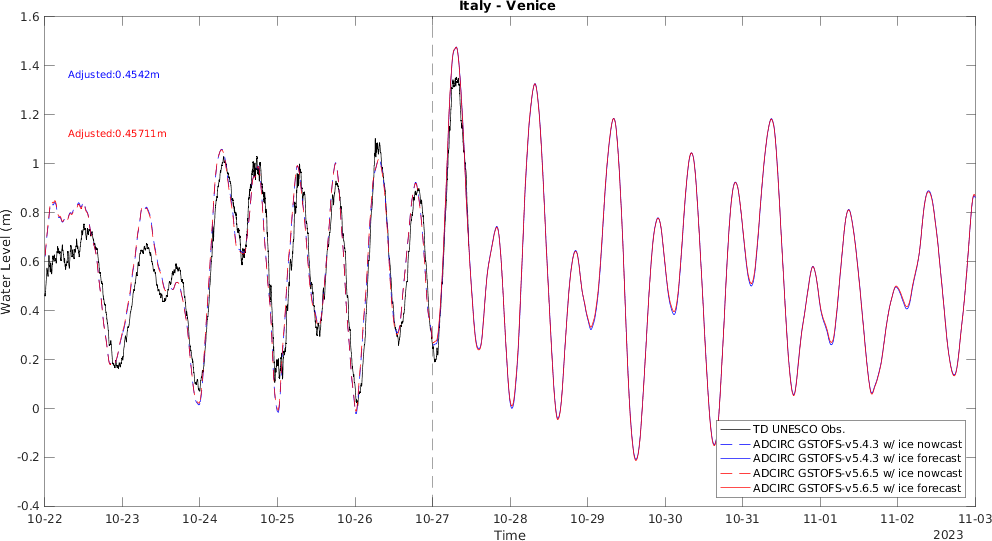 Italy - Venice
1.6
1.4
1.2
1
0.8
0.6
0.4
0.2
0
-0.2
-0.4
Water Level (m)
Adjusted:0.4542m
Adjusted:0.45711m
TD UNESCO Obs.
ADCIRC GSTOFS-v5.4.3 w/ ice nowcast
ADCIRC GSTOFS-v5.4.3 w/ ice forecast
ADCIRC GSTOFS-v5.6.5 w/ ice nowcast
ADCIRC GSTOFS-v5.6.5 w/ ice forecast
10-22 10-23 10-24 10-25 10-26 10-27 10-28 10-29 10-30 10-31 11-01 11-02 11-03
Time
2023